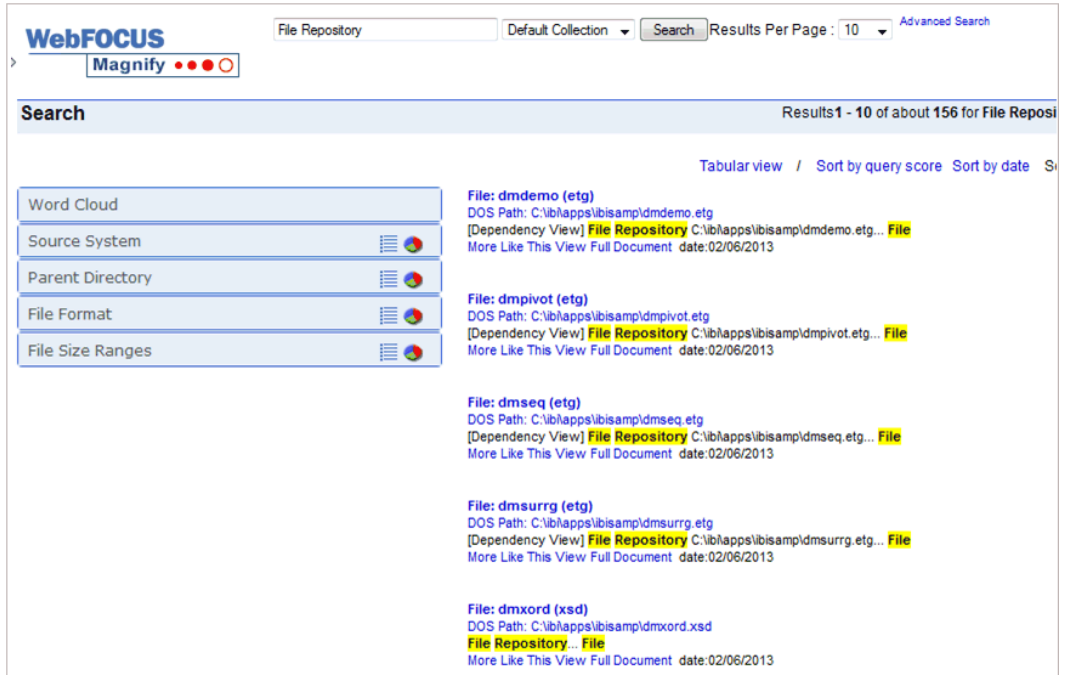 WebFOCUS
Magnify
File Repository
Default Collection
Search
Results Per Page : 10
Advanced Search
Search
Results1 - 10 of about 156 for File Reposi
Tabular view / Sort by query score Sort by date
Word Cloud
Source System
Parent Directory
File Format
File Size Ranges
File: dmdemo (etg)
DOS Path: C:\ibi\apps\ibisamp\dmdemo.etg
[Dependency View] File Repository C:\ibi\apps\ibisamp\dmdemo.etg... File
More Like This View Full Document date:02/06/2013
File: dmpivot (etg)
DOS Path: C:\ibi\apps\ibisamp\dmpivot.etg
[Dependency View] File Repository C:\ibi\apps\ibisamp\dmpivot.etg... File
More Like This View Full Document date:02/06/2013
File: dmseq (etg)
DOS Path: C:\ibi\apps\ibisamp\dmseq.etg
[Dependency View] File Repository C:\ibi\apps\ibisamp\dmseq.etg... File
More Like This View Full Document date:02/06/2013
File: dmsurrg (etg)
DOS Path: C:\ibi\apps\ibisamp\dmsurrg.etg
[Dependency View] File Repository C:\ibi\apps\ibisamp\dmsurrg.etg... File
More Like This View Full Document date:02/06/2013
File: dmxord (xsd)
DOS Path: C:\ibi\apps\ibisamp\dmxord.xsd
File Repository... File
More Like This View Full Document date:02/06/2013